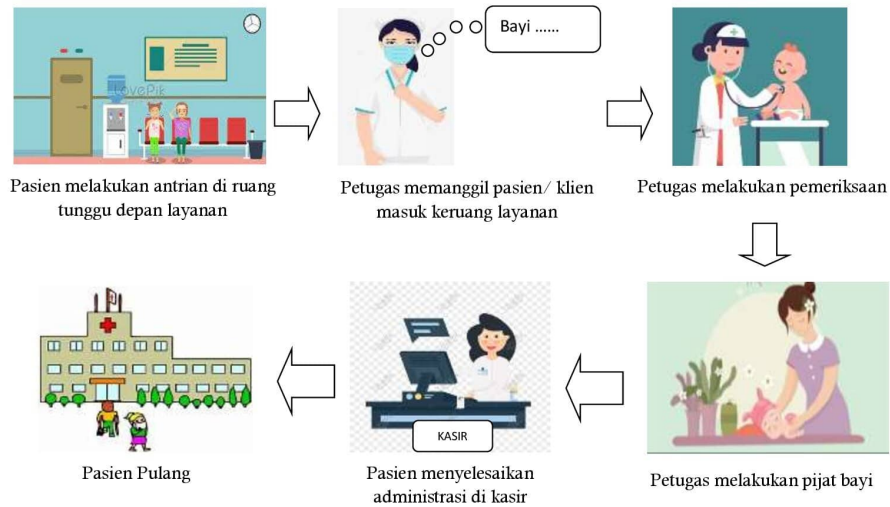 LovePik
Bayi ......
Pasien melakukan antrian di ruang
tunggu depan layanan
Petugas memanggil pasien/ klien
masuk keruang layanan
Petugas melakukan pemeriksaan
Petugas melakukan pijat bayi
KASIR
Pasien menyelesaikan
administrasi di kasir
Pasien Pulang